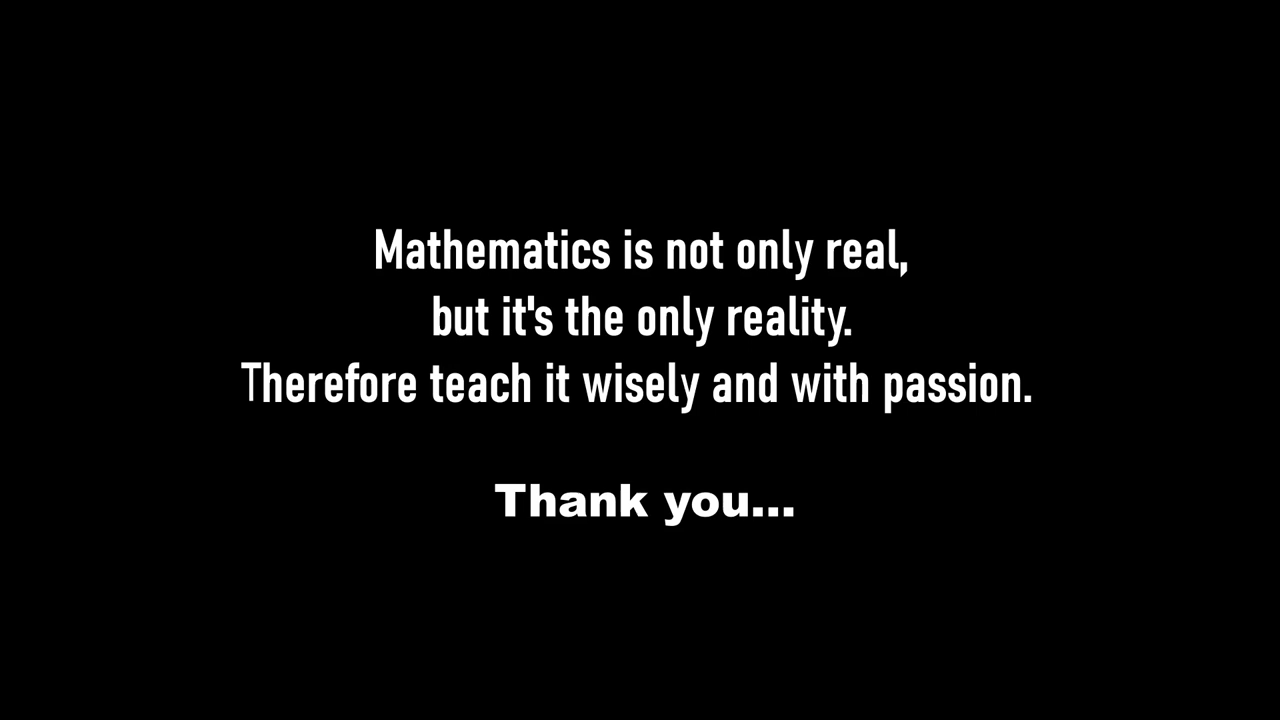 Mathematics is not only real,
but it's the only reality.
Therefore teach it wisely and with passion.
Thank you...